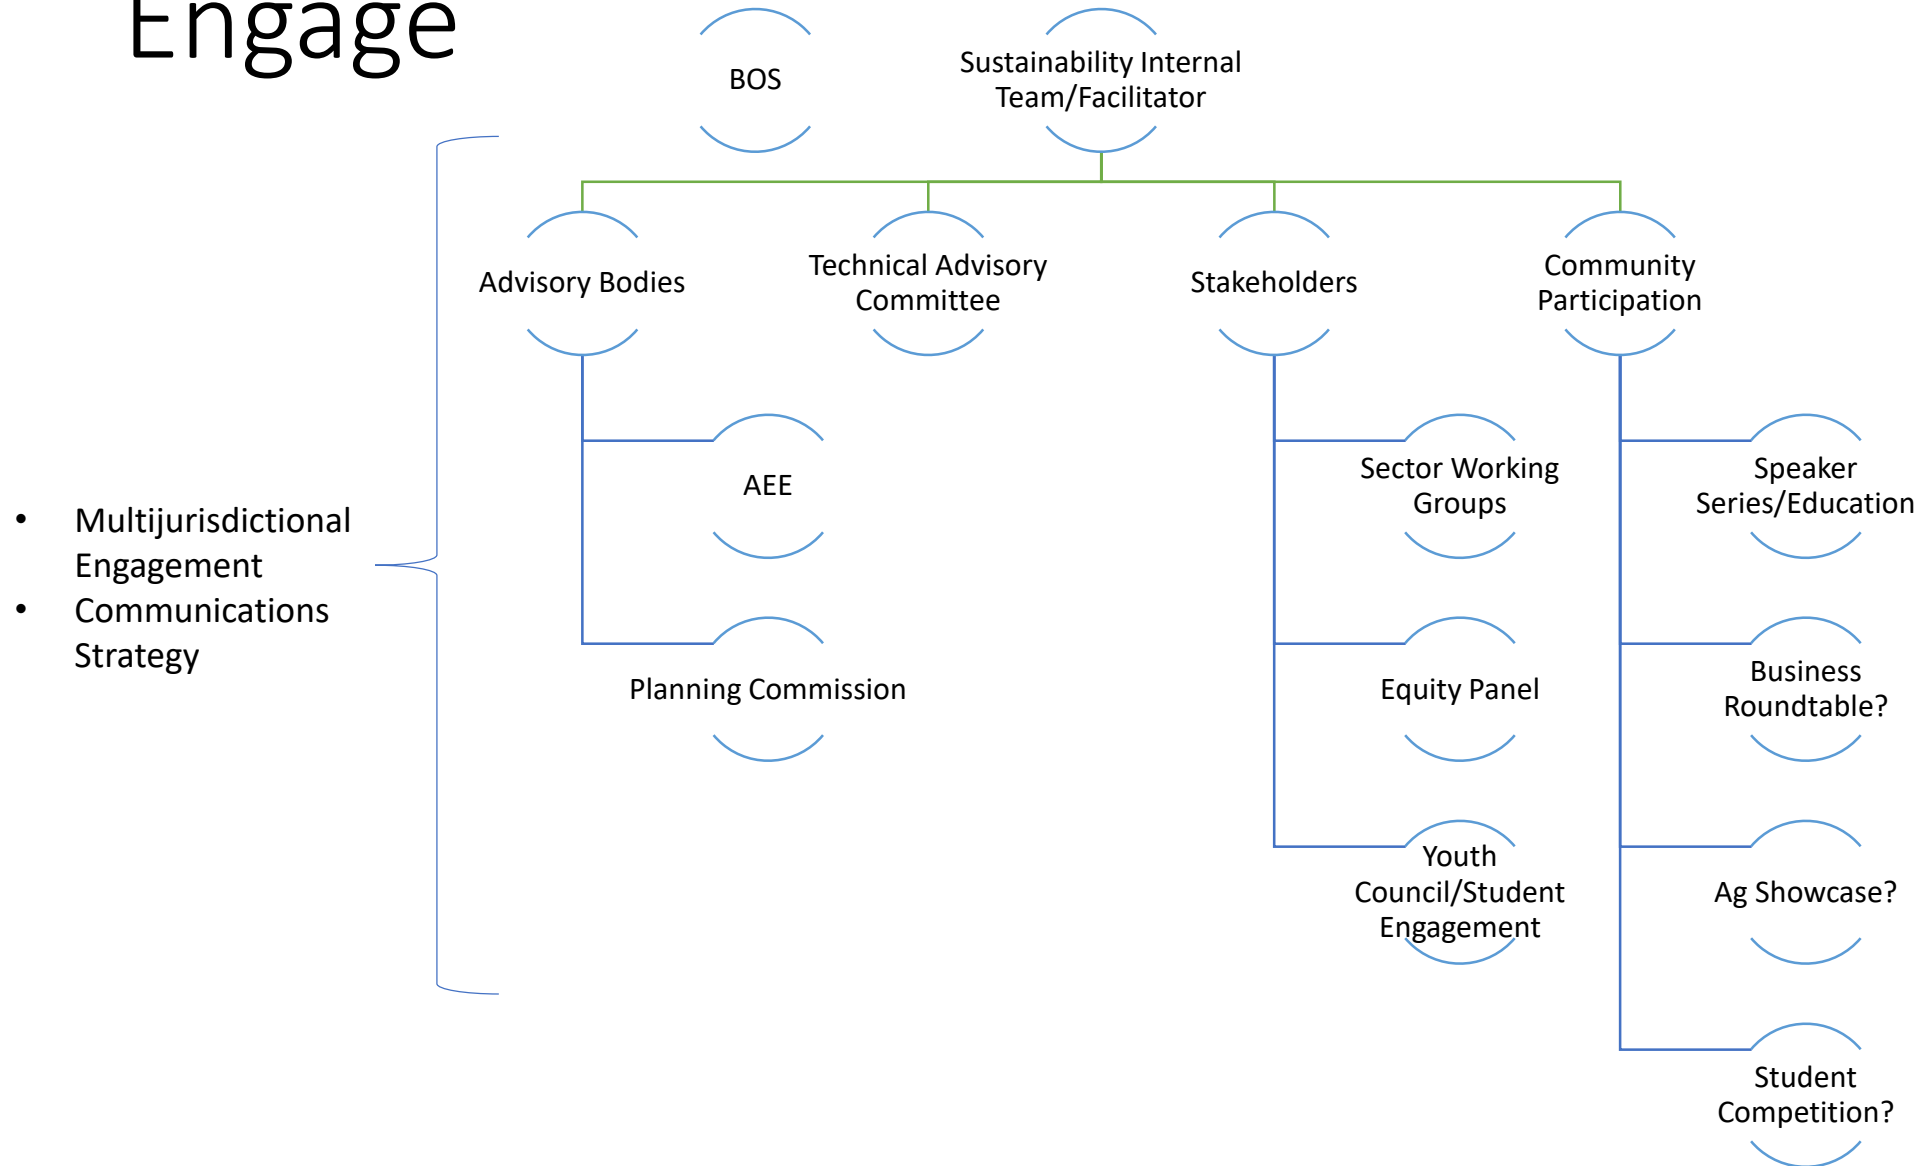 Engage
BOS
Sustainability Internal
Team/Facilitator
Advisory Bodies
Technical Advisory
Committee
Stakeholders
Community
Participation
AEE
Planning Commission
Sector Working
Groups
Equity Panel
Youth
Council/Student
Engagement
Speaker
Series/Education
Business
Roundtable?
Ag Showcase?
Student
Competition?
• Multijurisdictional
Engagement
• Communications
Strategy